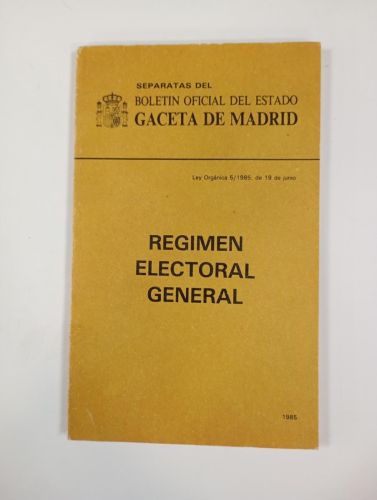 SEPARATAS DEL
BOLETIN OFICIAL DEL ESTADO
GACETA DE MADRID
Ley Orgánica 5/1985, de 19 de junio
REGIMEN
ELECTORAL
GENERAL
1985